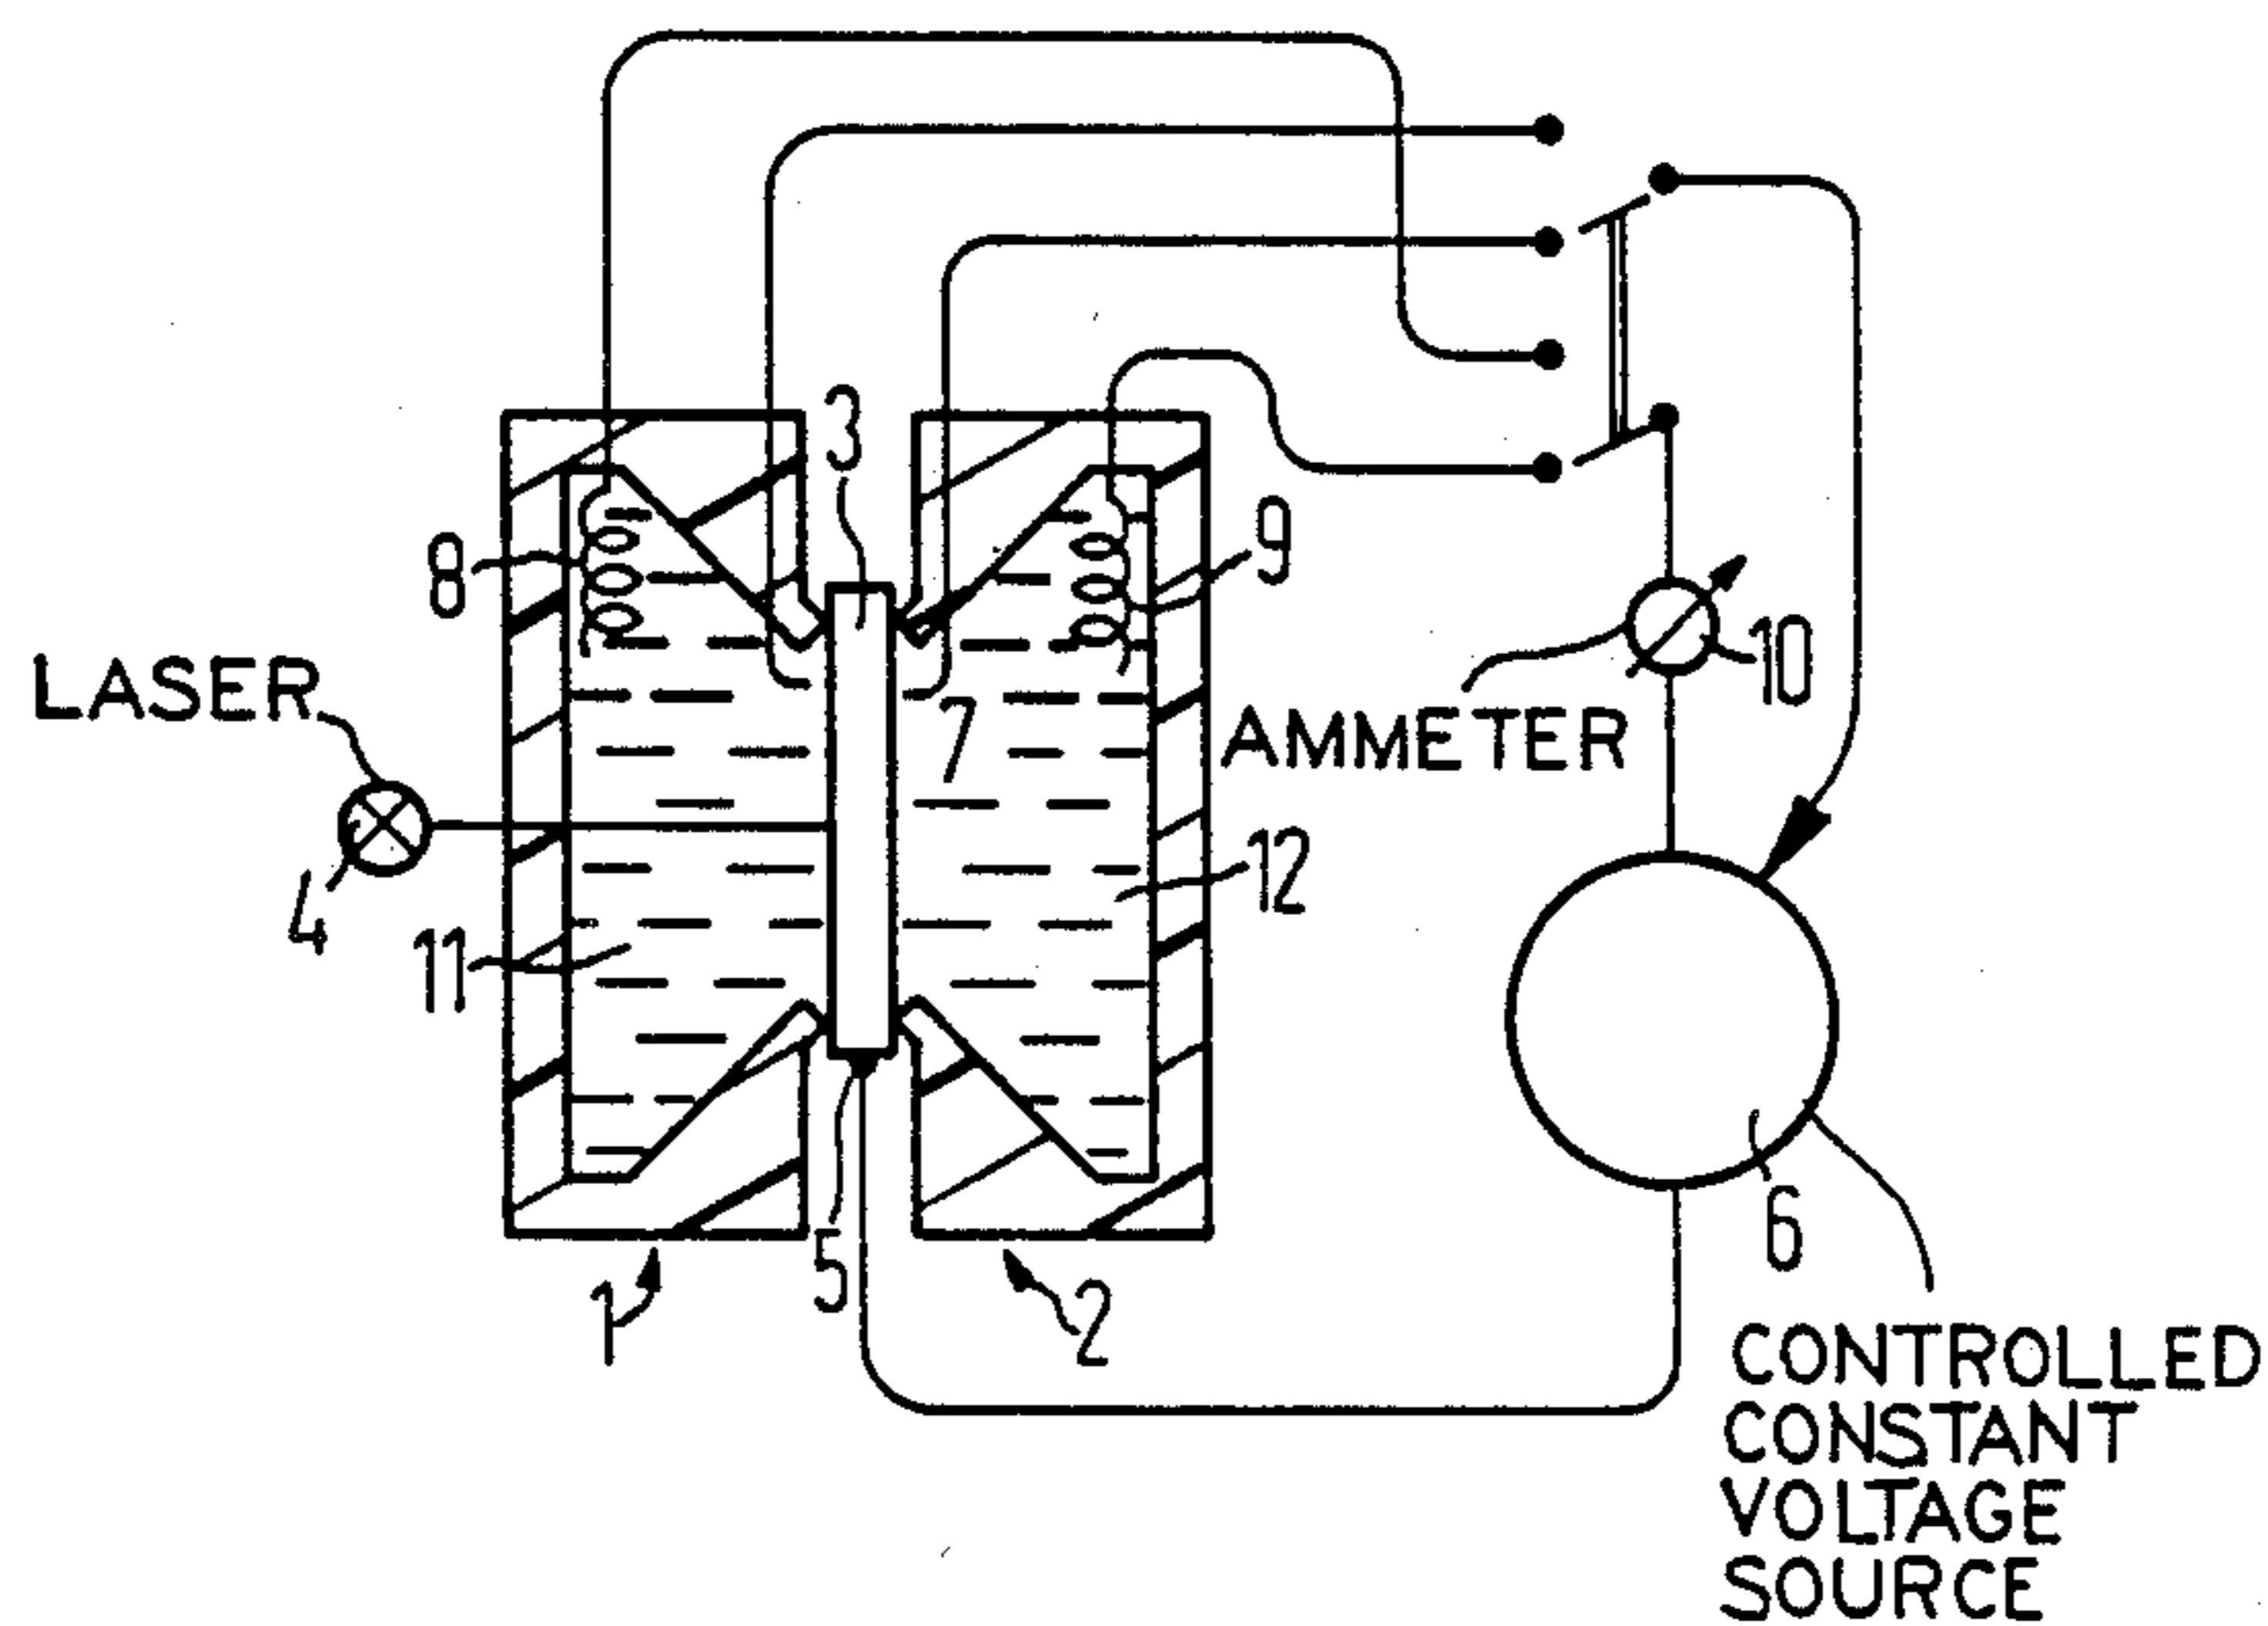 3
8
9
LASER
10
7
AMMETER
4
12
11
5
6
1
2
CONTROLLED
CONSTANT
VOLTAGE
SOURCE